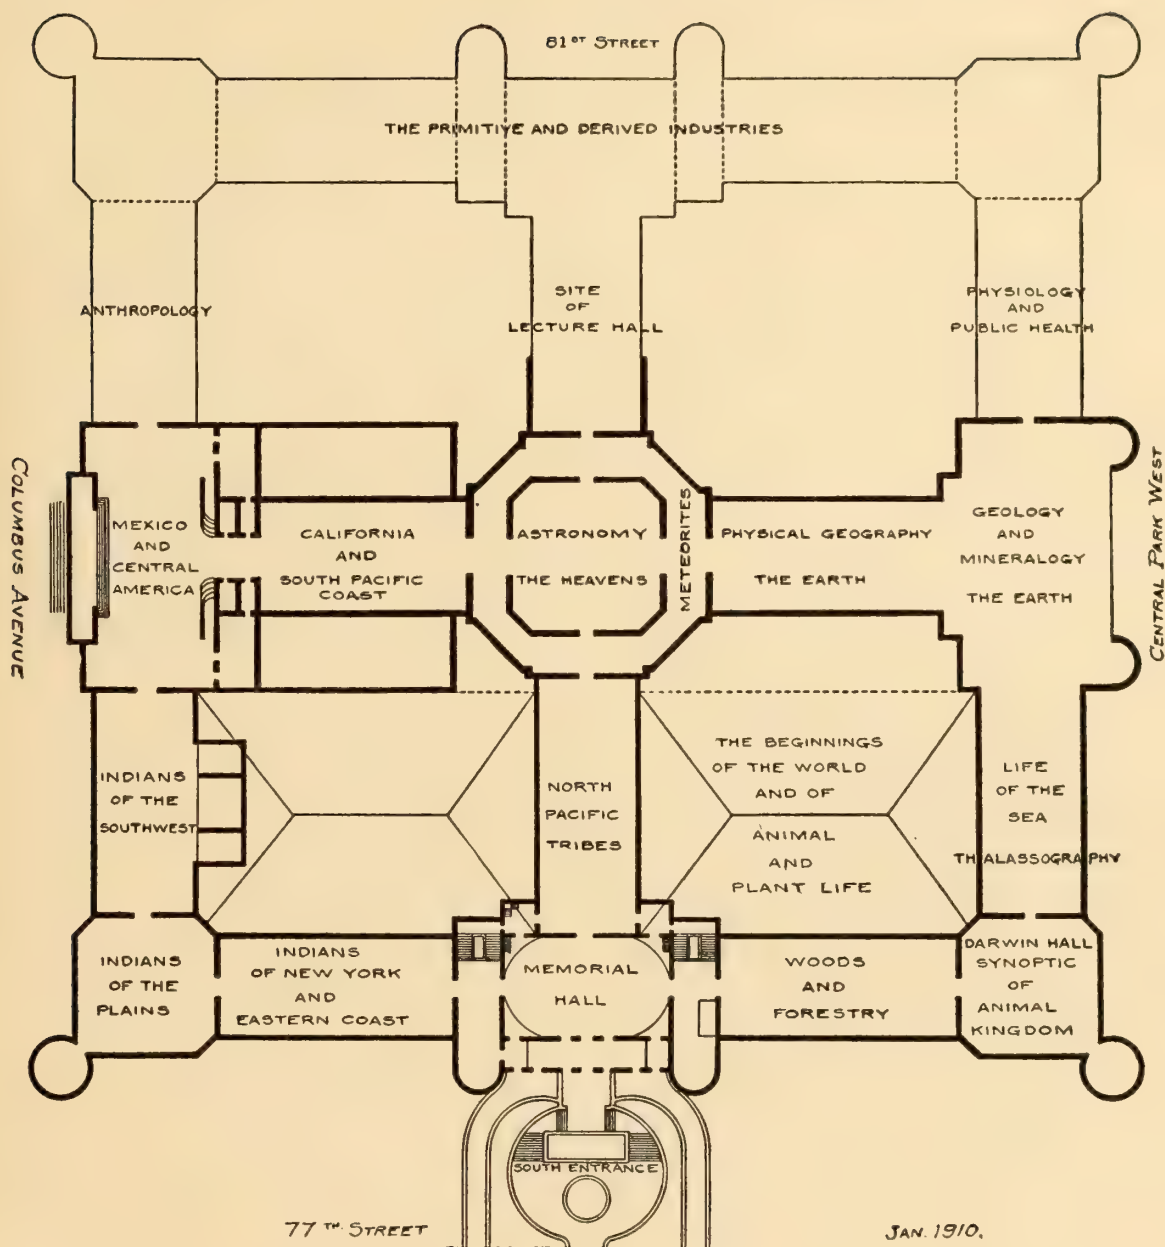 81ST STREET
THE PRIMITIVE AND DERIVED INDUSTRIES
ANTHROPOLOGY
SITE
OF
LECTURE HALL
PHYSIOLOGY
AND
PUBLIC HEALTH
COLUMBUS AVENUE
MEXICO
AND
CENTRAL
AMERICA
CALIFORNIA
AND
SOUTH PACIFIC
COAST
ASTRONOMY
THE HEAVENS
METEORITES
PHYSICAL GEOGRAPHY
THE EARTH
GEOLOGY
AND
MINERALOGY
THE EARTH
CENTRAL PARK WEST
INDIANS
OF THE
SOUTHWEST
NORTH
PACIFIC
TRIBES
THE BEGINNINGS
OF THE WORLD
AND OF
ANIMAL
AND
PLANT LIFE
LIFE
OF THE
SEA
THALASSOGRAPHY
INDIANS
OF THE
PLAINS
INDIANS
OF NEW YORK
AND
EASTERN COAST
MEMORIAL
HALL
WOODS
AND
FORESTRY
DARWIN HALL
SYNOPTIC
OF
ANIMAL
KINGDOM
SOUTH ENTRANCE
77TH STREET
JAN. 1910.